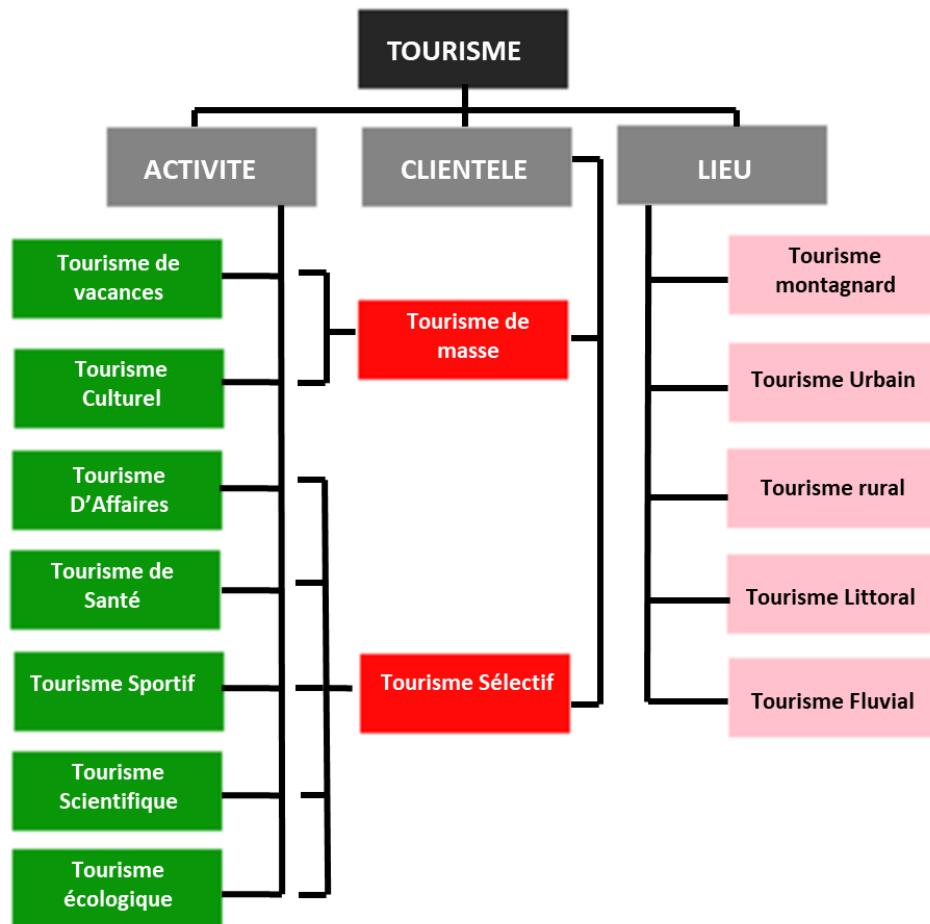 TOURISME
ACTIVITE
CLIENTELE
LIEU
Tourisme de
vacances
Tourisme
Culturel
Tourisme
D’Affaires
Tourisme de
Santé
Tourisme Sportif
Tourisme
Scientifique
Tourisme
écologique
Tourisme de
masse
Tourisme Sélectif
Tourisme
montagnard
Tourisme Urbain
Tourisme rural
Tourisme Littoral
Tourisme Fluvial